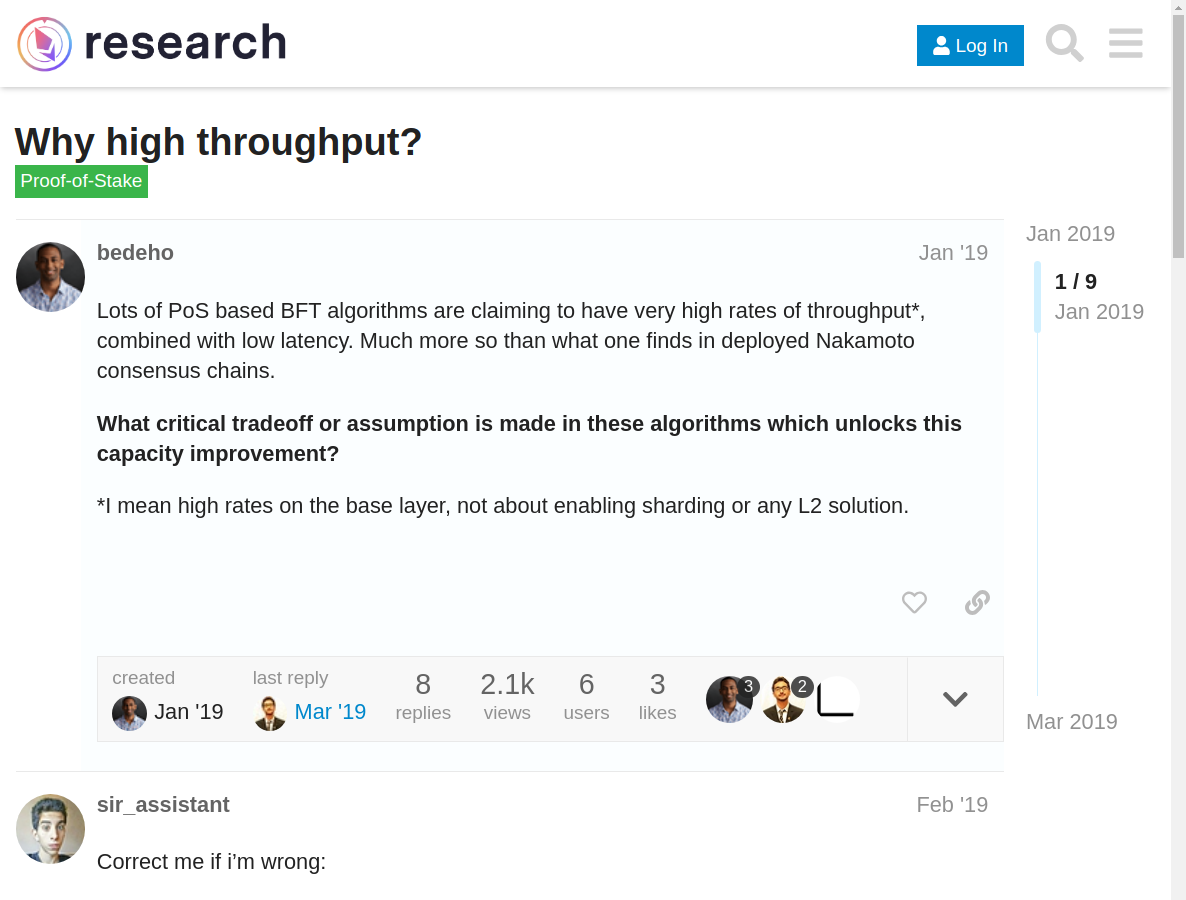 research
Log In
Why high throughput?
Proof-of-Stake
bedeho
Jan '19
Lots of PoS based BFT algorithms are claiming to have very high rates of throughput*,
combined with low latency. Much more so than what one finds in deployed Nakamoto
consensus chains.
What critical tradeoff or assumption is made in these algorithms which unlocks this
capacity improvement?
*I mean high rates on the base layer, not about enabling sharding or any L2 solution.
created
Jan '19
last reply
Mar '19
8
replies
2.1k
views
6
users
3
likes
3
2
Jan 2019
1 / 9
Jan 2019
Mar 2019
sir_assistant
Feb '19
Correct me if i’m wrong: